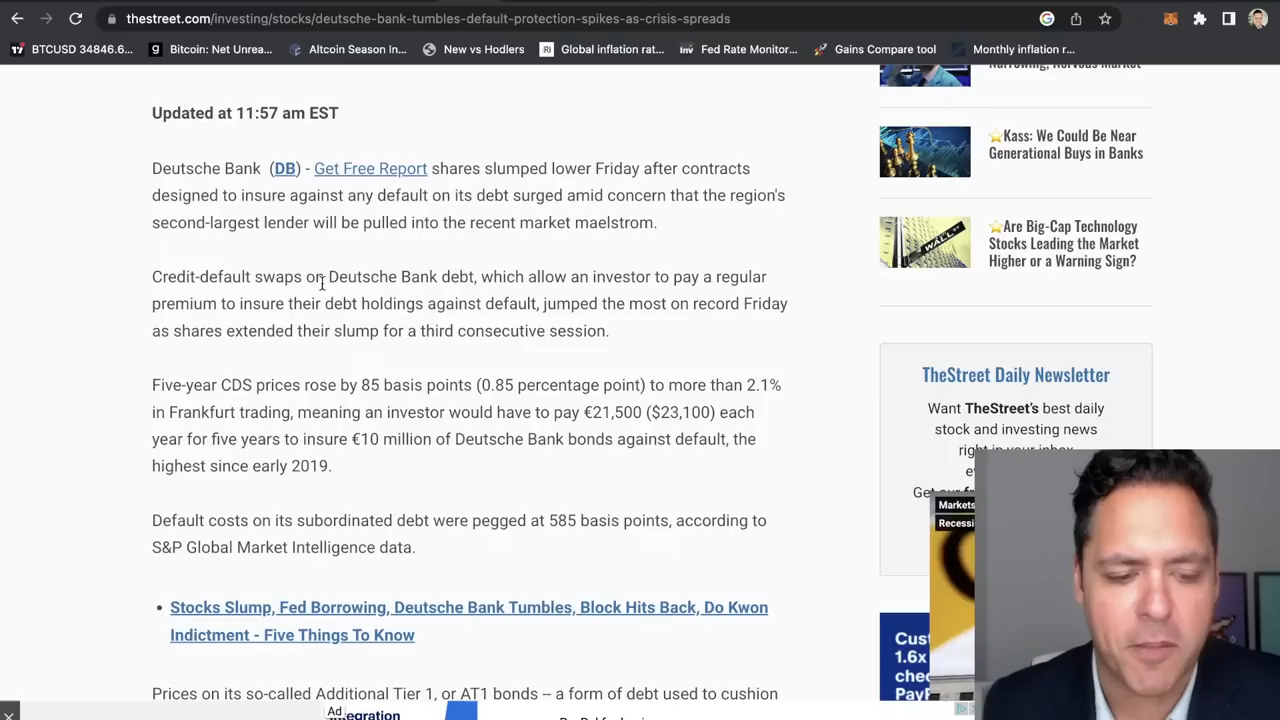 thestreet.com/investing/stocks/deutsche-bank-tumbles-default-protection-spikes-as-crisis-spreads
BTCUSD 34846.6...
Bitcoin: Net Unrea...
Altcoin Season In...
New vs Hodlers
Global inflation rat...
Fed Rate Monitor...
Gains Compare tool
Monthly inflation r...
Updated at 11:57 am EST
Deutsche Bank (DB) - Get Free Report shares slumped lower Friday after contracts
designed to insure against any default on its debt surged amid concern that the region's
second-largest lender will be pulled into the recent market maelstrom.
Credit-default swaps on Deutsche Bank debt, which allow an investor to pay a regular
premium to insure their debt holdings against default, jumped the most on record Friday
as shares extended their slump for a third consecutive session.
Five-year CDS prices rose by 85 basis points (0.85 percentage point) to more than 2.1%
in Frankfurt trading, meaning an investor would have to pay €21,500 ($23,100) each
year for five years to insure €10 million of Deutsche Bank bonds against default, the
highest since early 2019.
Default costs on its subordinated debt were pegged at 585 basis points, according to
S&P Global Market Intelligence data.
• Stocks Slump, Fed Borrowing, Deutsche Bank Tumbles, Block Hits Back, Do Kwon
Indictment - Five Things To Know
Prices on its so-called Additional Tier 1, or AT1 bonds -- a form of debt used to cushion
Narrowing, Nervous Market
Kass: We Could Be Near
Generational Buys in Banks
Are Big-Cap Technology
Stocks Leading the Market
Higher or a Warning Sign?
WALL ST
TheStreet Daily Newsletter
Want TheStreet's best daily
stock and investing news
right in your inbox
Get our
Markets
Recessi
Cust
1.6x
chec
PayP
Ad
tegration